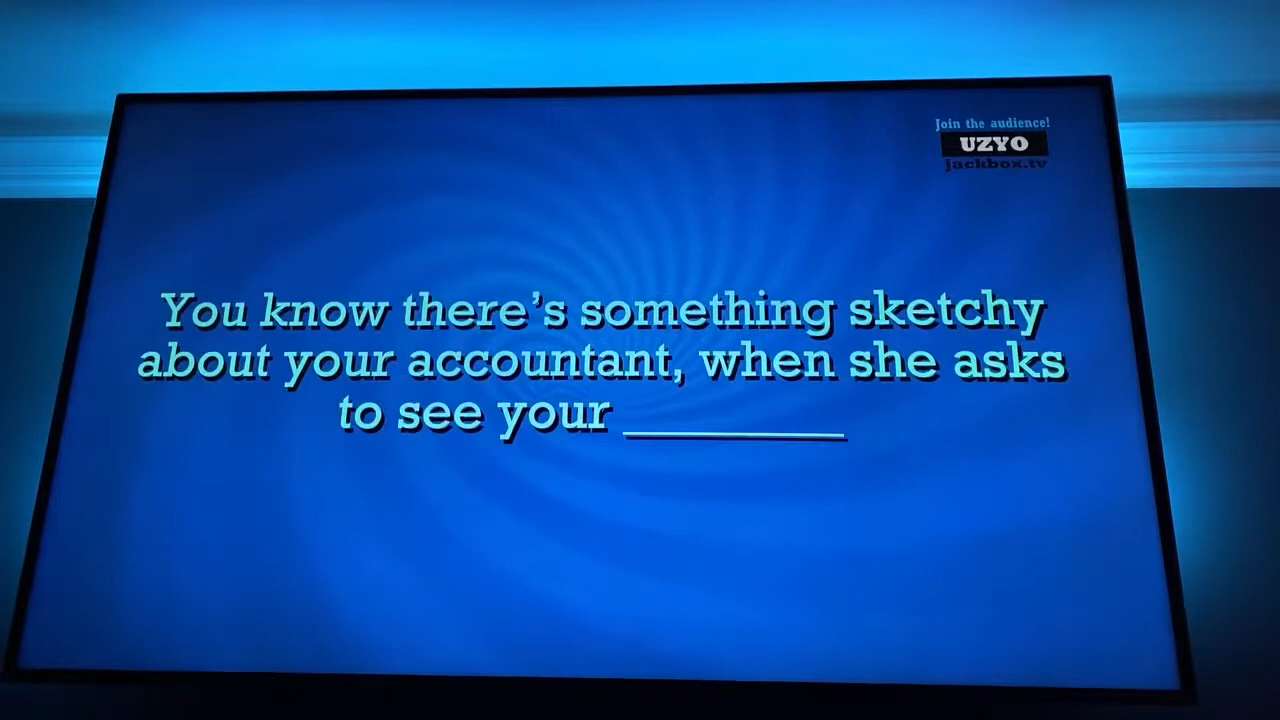 Join the audience!
UZYO
jackbox.tv
You know there's something sketchy
about your accountant, when she asks
to see your __________